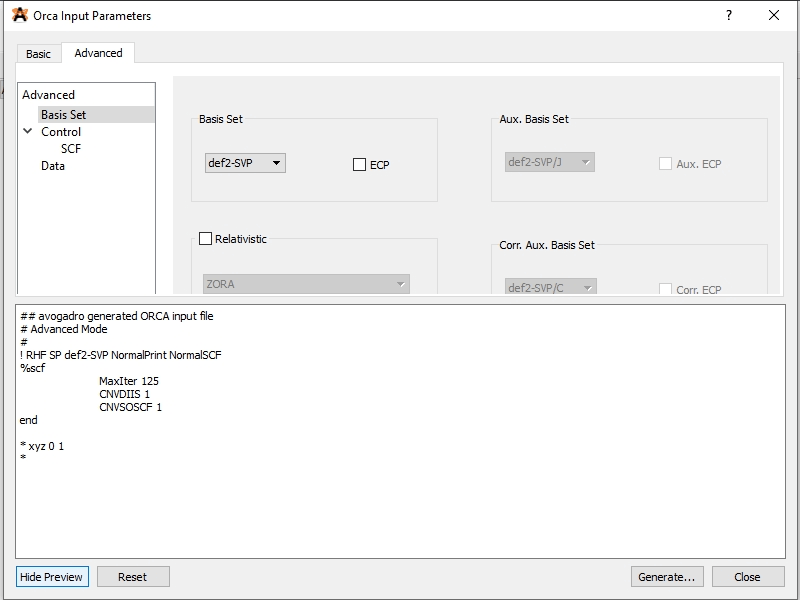 Orca Input Parameters
?
Basic
Advanced
Advanced
Basis Set
Control
SCF
Data
Basis Set
def2-SVP
ECP
Aux. Basis Set
def2-SVP/J
Aux. ECP
Relativistic
ZORA
Corr. Aux. Basis Set
def2-SVP/C
Corr. ECP
## avogadro generated ORCA input file
# Advanced Mode
#
! RHF SP def2-SVP NormalPrint NormalSCF
%scf
MaxIter 125
CNVDIIS 1
CNVSOSCF 1
end
* xyz 0 1
*
Hide Preview
Reset
Generate...
Close